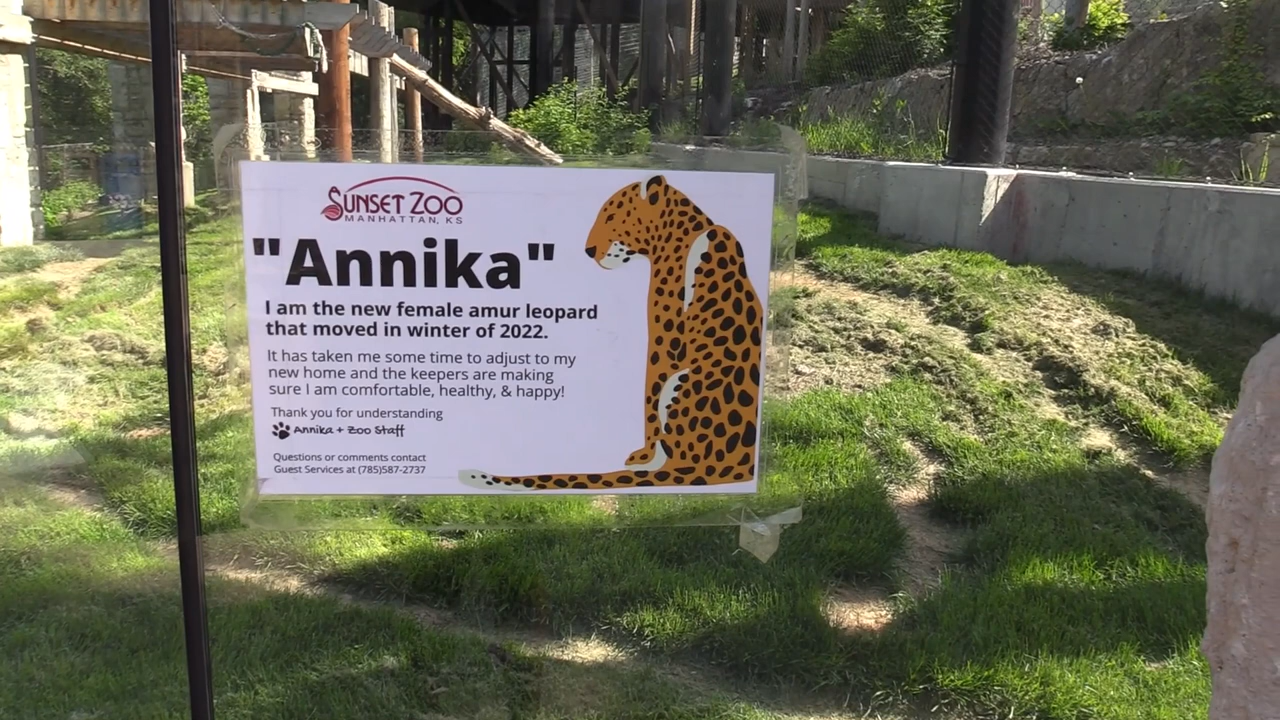 SUNSET ZOO
MANHATTAN, KS
"Annika"
I am the new female amur leopard
that moved in winter of 2022.
It has taken me some time to adjust to my
new home and the keepers are making
sure I am comfortable, healthy, & happy!
Thank you for understanding
Annika + Zoo Staff
Questions or comments contact
Guest Services at (785)587-2737